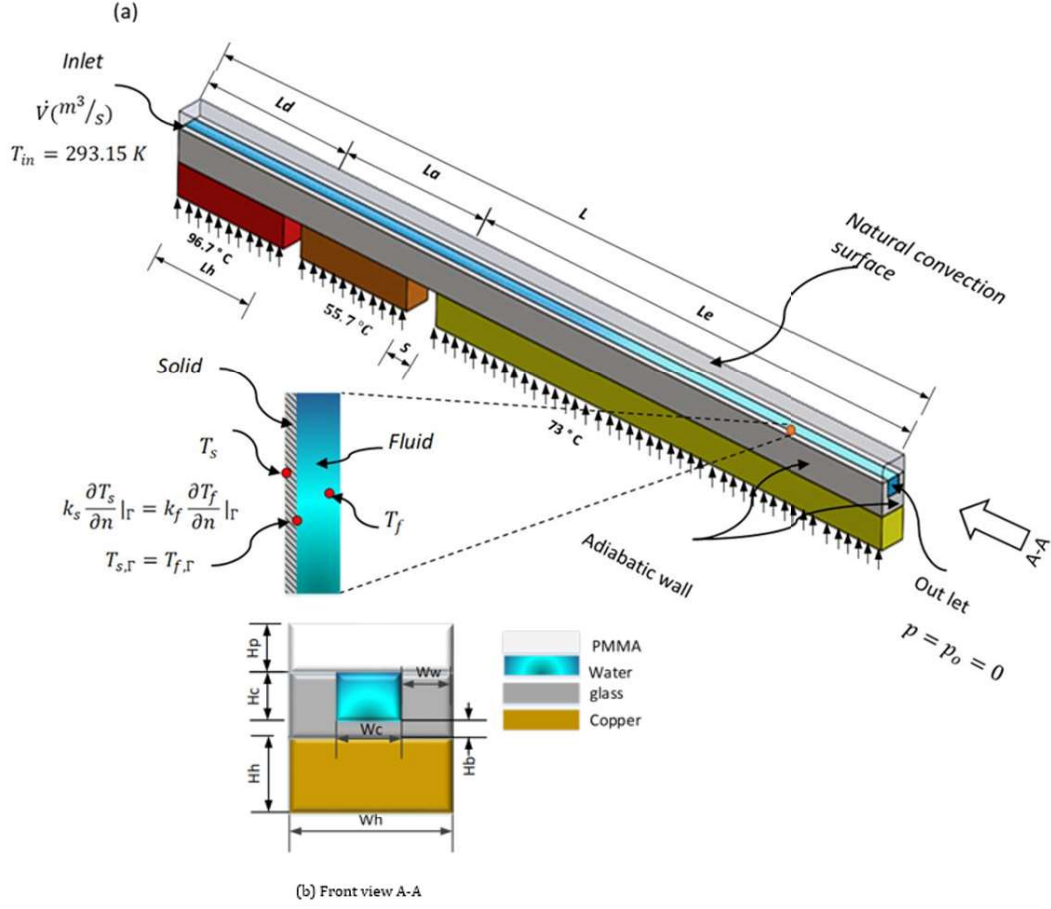 (a)
Inlet
V̇(m³/s)
T_in = 293.15 K
Ld
La
L
Le
Natural convection
surface
96.7 °C
Lh
55.7 °C
S
73 °C
Solid
Fluid
T_s
T_f
k_s ∂T_s/∂n|_Γ = k_f ∂T_f/∂n|_Γ
T_s,Γ = T_f,Γ
Adiabatic wall
A-A
Out let
p = p_o = 0
Hp
Hc
Hh
Ww
Wc
Hb
Wh
PMMA
Water
glass
Copper
(b) Front view A-A